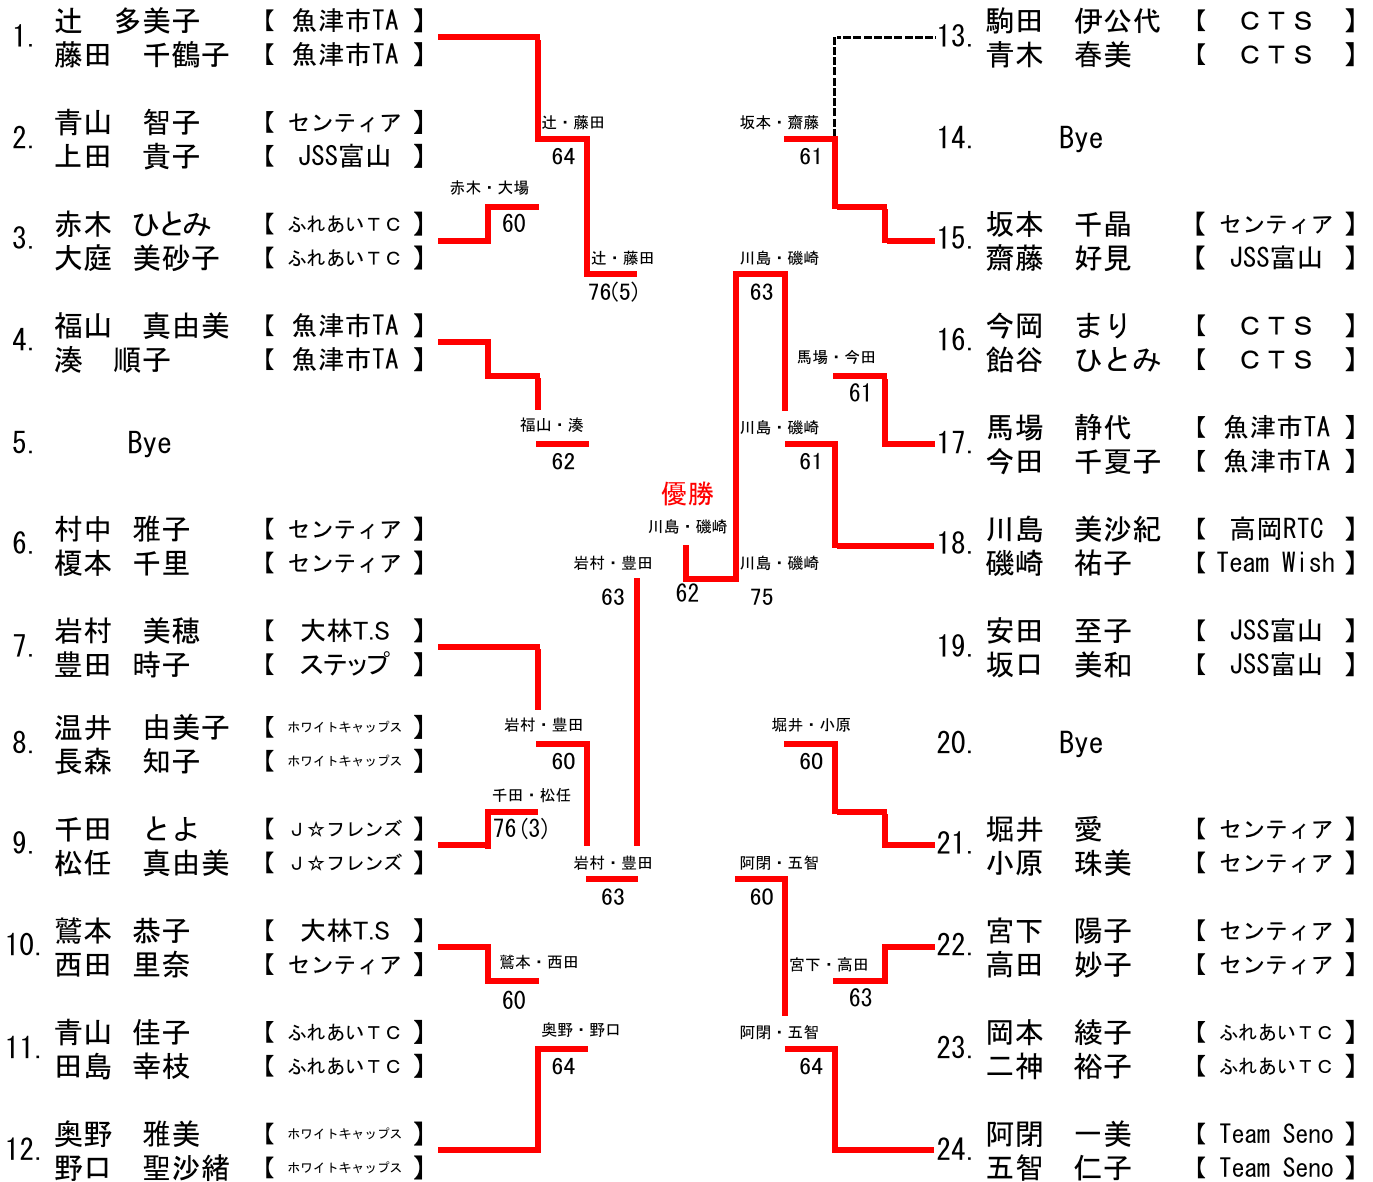 1. 辻　多美子 【 魚津市TA 】
藤田　千鶴子 【 魚津市TA 】
2. 青山　智子 【 センティア 】
上田　貴子 【 JSS富山 】
3. 赤木 ひとみ 【 ふれあいＴＣ 】
大庭 美砂子 【 ふれあいＴＣ 】
4. 福山　真由美 【 魚津市TA 】
湊　順子 【 魚津市TA 】
5. Bye
6. 村中 雅子 【 センティア 】
榎本 千里 【 センティア 】
7. 岩村　美穂 【 大林T.S 】
豊田 時子 【 ステップ 】
8. 温井　由美子 【 ホワイトキャップス 】
長森　知子 【 ホワイトキャップス 】
9. 千田　とよ 【 Ｊ☆フレンズ 】
松任　真由美 【 Ｊ☆フレンズ 】
10. 鷲本 恭子 【 大林T.S 】
西田 里奈 【 センティア 】
11. 青山 佳子 【 ふれあいＴＣ 】
田島 幸枝 【 ふれあいＴＣ 】
12. 奥野　雅美 【 ホワイトキャップス 】
野口　聖沙緒 【 ホワイトキャップス 】
辻・藤田
64
赤木・大場
60
辻・藤田
76(5)
福山・湊
62
岩村・豊田
63
岩村・豊田
60
千田・松任
76(3)
岩村・豊田
63
鷲本・西田
60
奥野・野口
64
優勝
川島・磯崎
62
坂本・齋藤
61
川島・磯崎
63
馬場・今田
61
川島・磯崎
61
川島・磯崎
75
堀井・小原
60
阿閉・五智
60
宮下・高田
63
阿閉・五智
64
13. 駒田　伊公代 【 ＣＴＳ 】
青木　春美 【 ＣＴＳ 】
14. Bye
15. 坂本　千晶 【 センティア 】
齋藤　好見 【 JSS富山 】
16. 今岡　まり 【 ＣＴＳ 】
飴谷　ひとみ 【 ＣＴＳ 】
17. 馬場　静代 【 魚津市TA 】
今田　千夏子 【 魚津市TA 】
18. 川島　美沙紀 【 高岡RTC 】
磯崎　祐子 【 Team Wish 】
19. 安田　至子 【 JSS富山 】
坂口　美和 【 JSS富山 】
20. Bye
21. 堀井　愛 【 センティア 】
小原　珠美 【 センティア 】
22. 宮下　陽子 【 センティア 】
高田　妙子 【 センティア 】
23. 岡本　綾子 【 ふれあいＴＣ 】
二神　裕子 【 ふれあいＴＣ 】
24. 阿閉　一美 【 Team Seno 】
五智　仁子 【 Team Seno 】